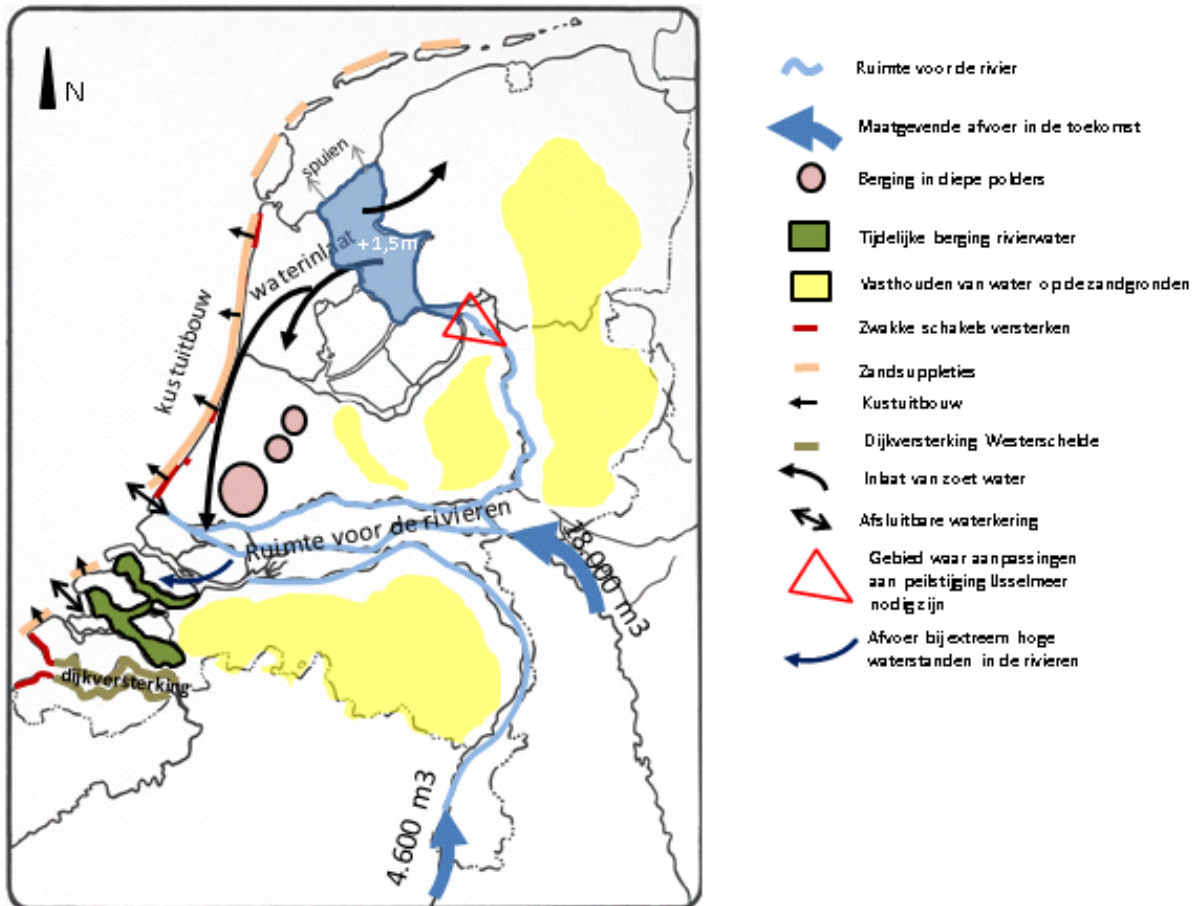 N
spuien
+1,5m
waterinlaat
kustuitbouw
Ruimte voor de rivieren
18.000 m3
dijkversterking
4.600 m3
Ruimte voor de rivier
Maatgevende afvoer in de toekomst
Berging in diepe polders
Tijdelijke berging rivierwater
Vasthouden van water op de zandgronden
Zwakke schakels versterken
Zandsuppleties
Kustuitbouw
Dijkversterking Westerschelde
Inlaat van zoet water
Afsluitbare waterkering
Gebied waar aanpassingen
aan peilstijging IJsselmeer
nodig zijn
Afvoer bij extreem hoge
waterstanden in de rivieren